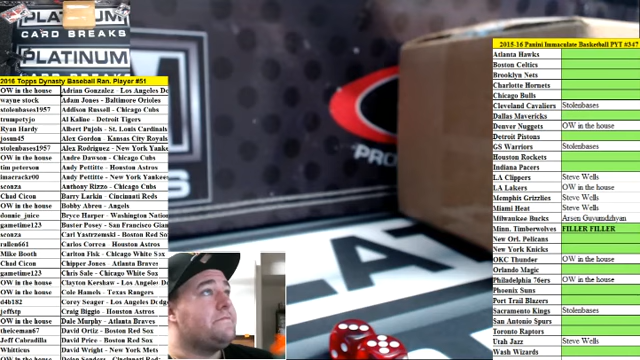 PLATINUM
CARD BREAKS
PLATINUM
CARD BREAKS
PRO
2016 Topps Dynasty Baseball Ran. Player #51
OW in the house Adrian Gonzalez - Los Angeles Do
wayne stock Adam Jones - Baltimore Orioles
stolenbases1957 Addison Russell - Chicago Cubs
trumpetyjo Al Kaline - Detroit Tigers
Ryan Hardy Albert Pujols - St. Louis Cardinals
josun45 Alex Gordon - Kansas City Royals
stolenbases1957 Alex Rodriguez - New York Yanke
OW in the house Andre Dawson - Chicago Cubs
tim peterson Andy Pettitte - Houston Astros
imacrackr00 Andy Pettitte - New York Yankees
sconza Anthony Rizzo - Chicago Cubs
Chad Cicon Barry Larkin - Cincinnati Reds
OW in the house Bobby Abreu - Angels
donnie_juice Bryce Harper - Washington Natio
gametime123 Buster Posey - San Francisco Gian
sconza Carl Yastrzemski - Boston Red So
rallen661 Carlos Correa - Houston Astros
Mike Booth Carlton Fisk - Chicago White Sox
Chad Cicon Chipper Jones - Atlanta Braves
gametime123 Chris Sale - Chicago White Sox
OW in the house Clayton Kershaw - Los Angeles D
OW in the house Cole Hamels - Texas Rangers
d4b182 Corey Seager - Los Angeles Dodge
jeffstp Craig Biggio - Houston Astros
OW in the house Dale Murphy - Atlanta Braves
theiceman67 David Ortiz - Boston Red Sox
Jeff Cabradilla David Price - Boston Red Sox
Whitticus David Wright - New York Mets
2015-16 Panini Immaculate Basketball PYT #347
Atlanta Hawks
Boston Celtics
Brooklyn Nets
Charlotte Hornets
Chicago Bulls
Cleveland Cavaliers Stolenbases
Dallas Mavericks
Denver Nuggets OW in the house
Detroit Pistons
GS Warriors Stolenbases
Houston Rockets
Indiana Pacers
LA Clippers Steve Wells
LA Lakers OW in the house
Memphis Grizzlies Steve Wells
Miami Heat Steve Wells
Milwaukee Bucks
Minn. Timberwolves FILLER FILLER
New Orl. Pelicans
New York Knicks
OKC Thunder OW in the house
Orlando Magic
Philadelphia 76ers OW in the house
Phoenix Suns
Port Trail Blazers
Sacramento Kings Stolenbases
San Antonio Spurs
Toronto Raptors
Utah Jazz Steve Wells
Wash Wizards